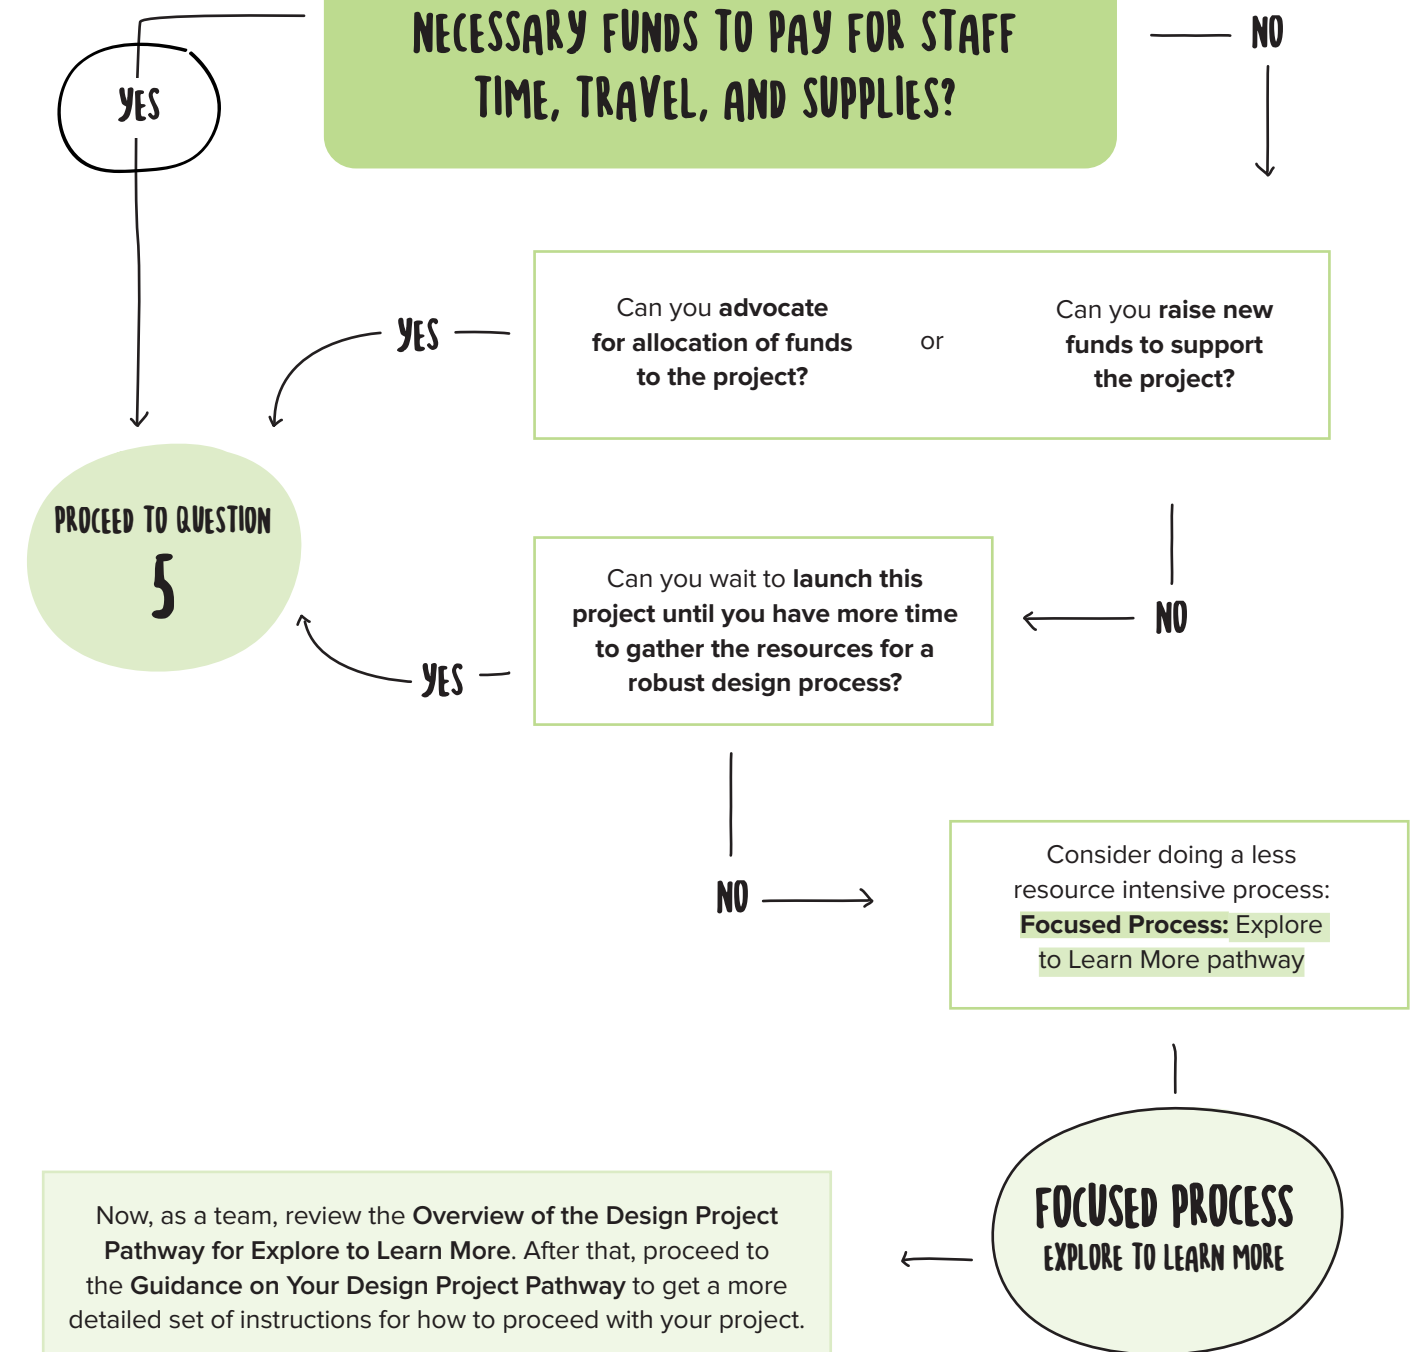 NECESSARY FUNDS TO PAY FOR STAFF
TIME, TRAVEL, AND SUPPLIES?
YES
NO
Can you advocate
for allocation of funds
to the project?
or
Can you raise new
funds to support
the project?
YES
PROCEED TO QUESTION
5
Can you wait to launch this
project until you have more time
to gather the resources for a
robust design process?
NO
YES
NO
Consider doing a less
resource intensive process:
Focused Process: Explore
to Learn More pathway
FOCUSED PROCESS
EXPLORE TO LEARN MORE
Now, as a team, review the Overview of the Design Project
Pathway for Explore to Learn More. After that, proceed to
the Guidance on Your Design Project Pathway to get a more
detailed set of instructions for how to proceed with your project.